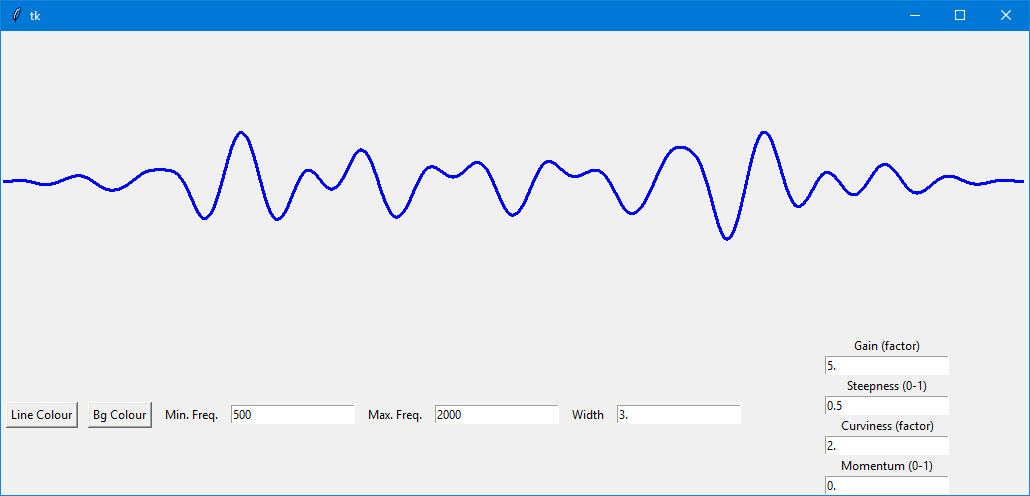 tk
Gain (factor)
5.
Steepness (0-1)
0.5
Line Colour Bg Colour Min. Freq. 500 Max. Freq. 2000 Width 3.
Curviness (factor)
2.
Momentum (0-1)
0.